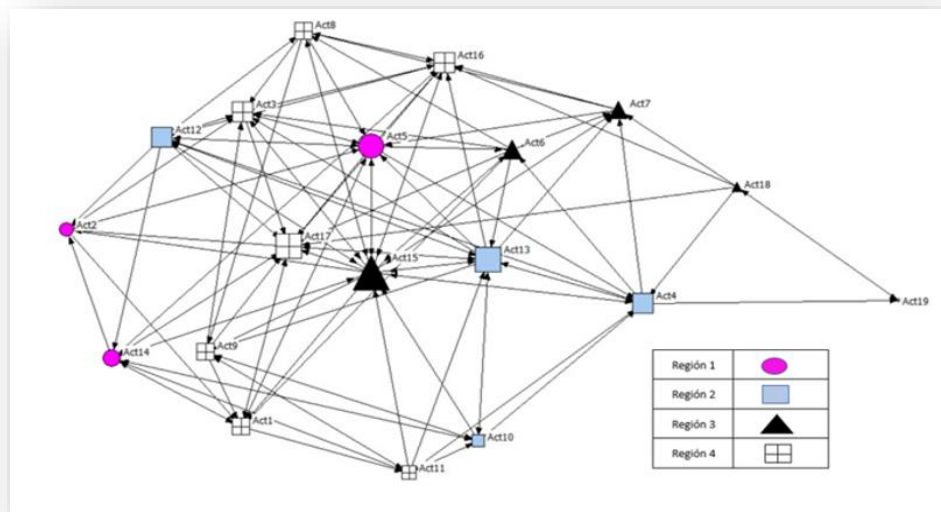 Act8
Act16
Act3
Act7
Act12
Act5
Act6
Act18
Act2
Act17
Act13
Act15
Act4
Act19
Act14
Act9
Act1
Act10
Act11
Región 1
Región 2
Región 3
Región 4